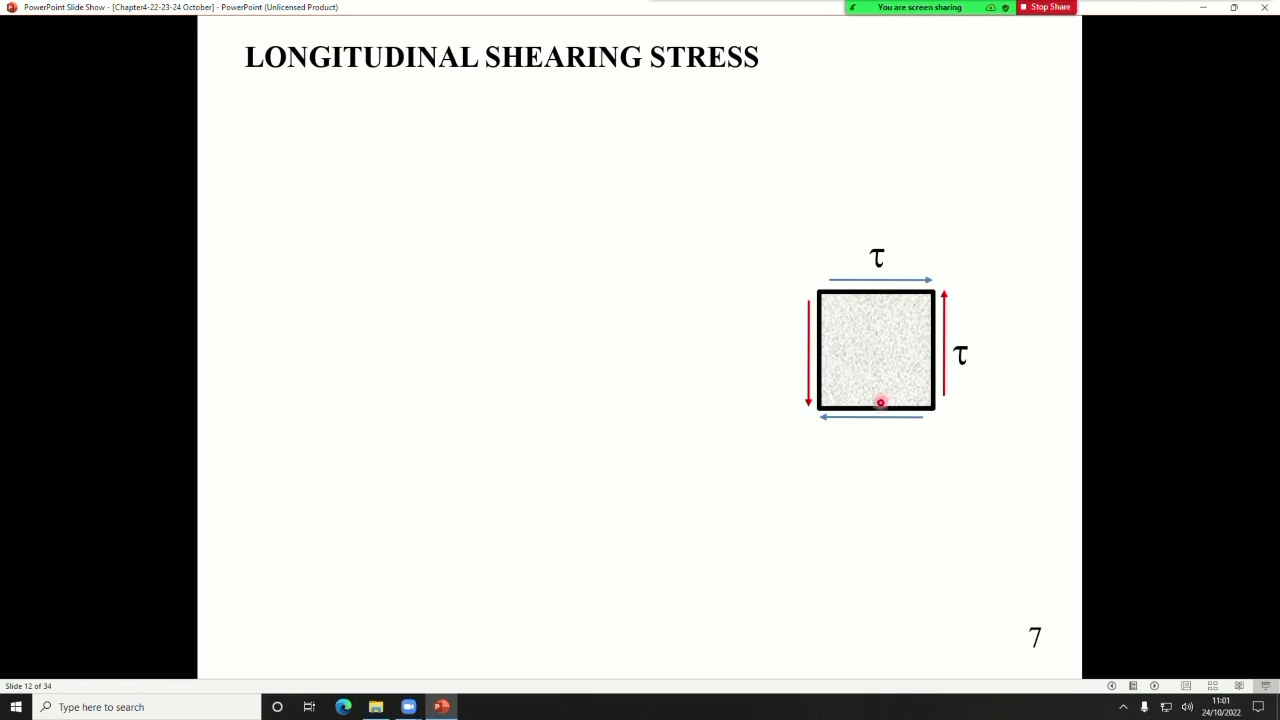 PowerPoint Slide Show - [Chapter4-22-23-24 October] - PowerPoint (Unlicensed Product)
You are screen sharing
Stop Share
LONGITUDINAL SHEARING STRESS
τ
τ
7
Slide 12 of 34
Type here to search
11:01
24/10/2022